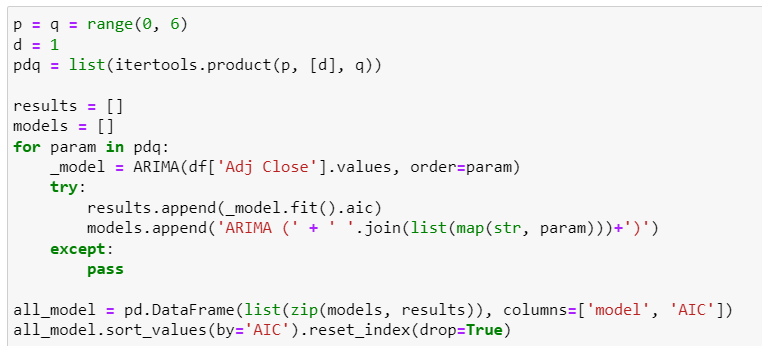 p = q = range(0, 6)
d = 1
pdq = list(itertools.product(p, [d], q))

results = []
models = []
for param in pdq:
    _model = ARIMA(df['Adj Close'].values, order=param)
    try:
        results.append(_model.fit().aic)
        models.append('ARIMA (' + ' '.join(list(map(str, param)))+')')
    except:
        pass

all_model = pd.DataFrame(list(zip(models, results)), columns=['model', 'AIC'])
all_model.sort_values(by='AIC').reset_index(drop=True)